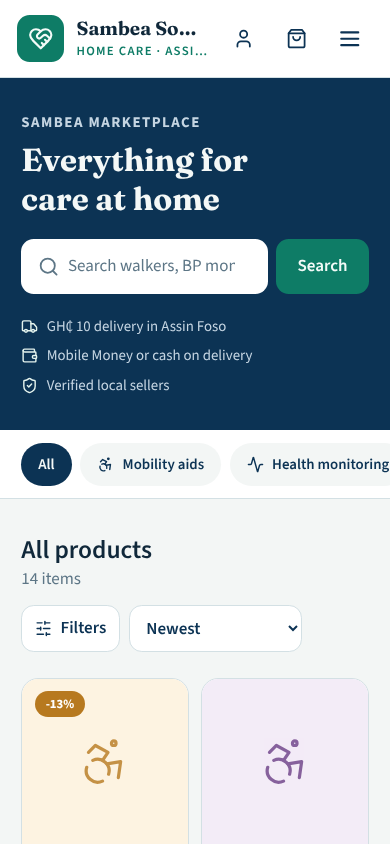 Sambea So...
HOME CARE · ASSI...
SAMBEA MARKETPLACE
Everything for
care at home
Search walkers, BP mor
Search
GH₵ 10 delivery in Assin Foso
Mobile Money or cash on delivery
Verified local sellers
All
Mobility aids
Health monitoring
All products
14 items
Filters
Newest
-13%